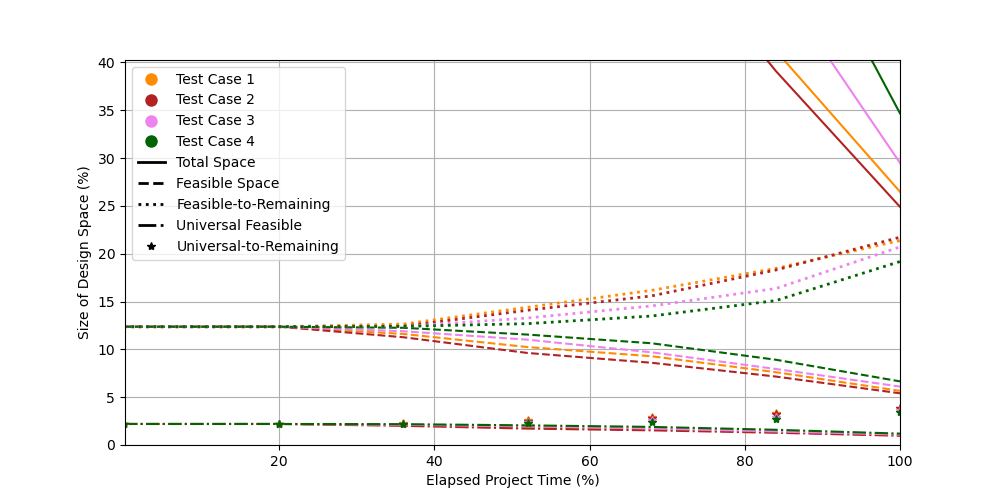 40
35
30
25
20
15
10
5
0
Size of Design Space (%)
Test Case 1
Test Case 2
Test Case 3
Test Case 4
Total Space
Feasible Space
Feasible-to-Remaining
Universal Feasible
Universal-to-Remaining
20
40
60
80
100
Elapsed Project Time (%)